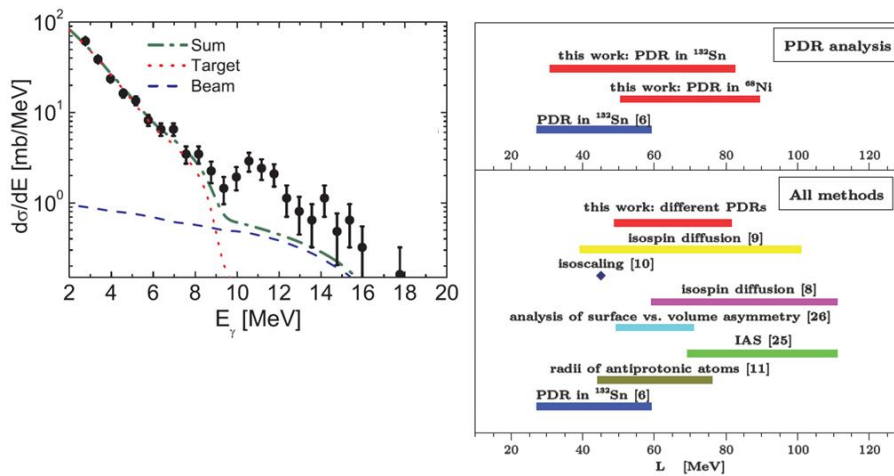 10²
10¹
10⁰
dσ/dE [mb/MeV]
Sum
Target
Beam
2 4 6 8 10 12 14 16 18 20
E_γ [MeV]
PDR analysis
this work: PDR in ¹³²Sn
this work: PDR in ⁶⁸Ni
PDR in ¹³²Sn [6]
20 40 60 80 100 120
All methods
this work: different PDRs
isospin diffusion [9]
isoscaling [10]
isospin diffusion [8]
analysis of surface vs. volume asymmetry [26]
IAS [25]
radii of antiprotonic atoms [11]
PDR in ¹³²Sn [6]
20 40 60 80 100 120
L [MeV]